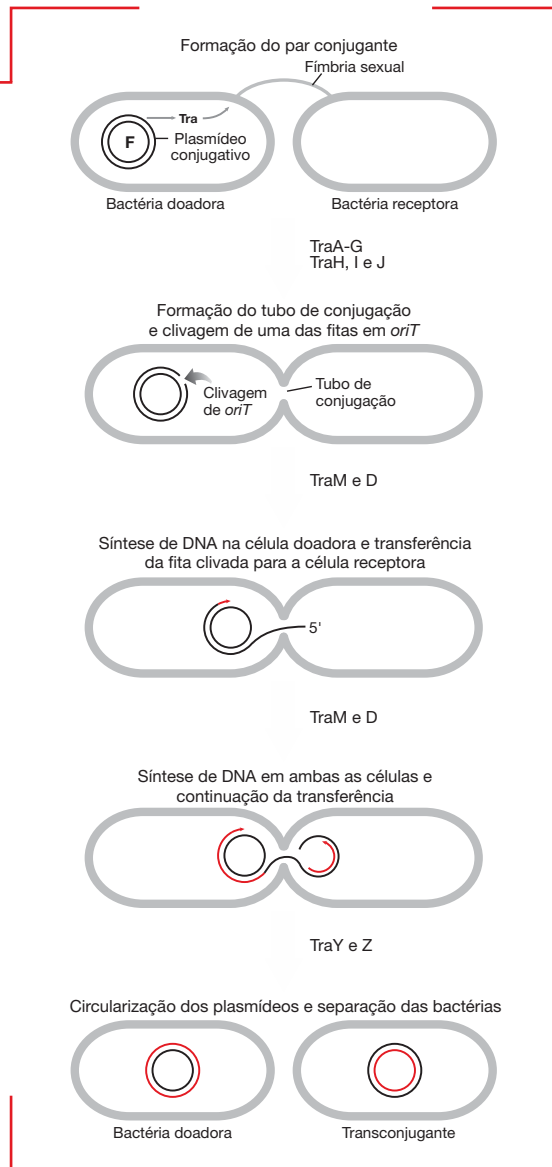 Formação do par conjugante
Fímbria sexual
Tra
F
Plasmídeo
conjugativo
Bactéria doadora
Bactéria receptora
TraA-G
TraH, I e J
Formação do tubo de conjugação
e clivagem de uma das fitas em oriT
Clivagem
de oriT
Tubo de
conjugação
TraM e D
Síntese de DNA na célula doadora e transferência
da fita clivada para a célula receptora
5'
TraM e D
Síntese de DNA em ambas as células e
continuação da transferência
TraY e Z
Circularização dos plasmídeos e separação das bactérias
Bactéria doadora
Transconjugante